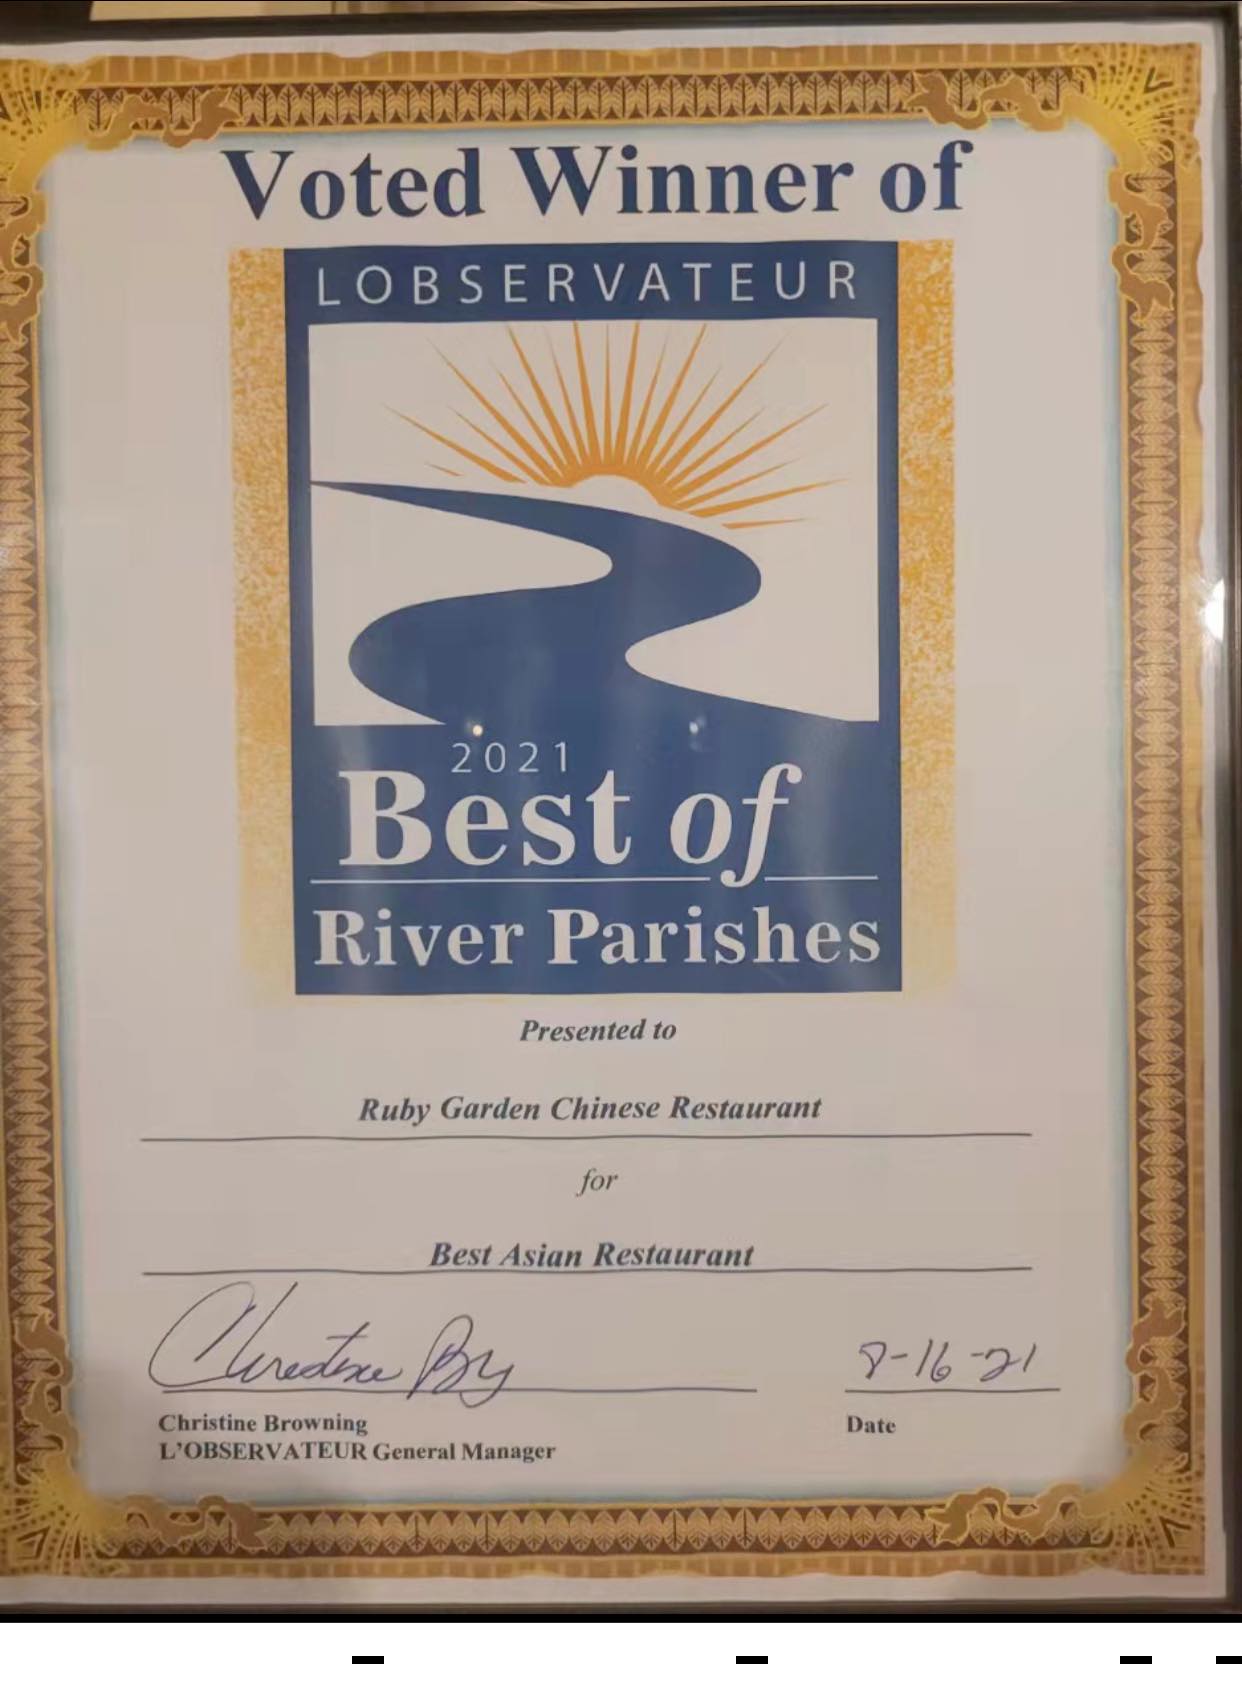 Voted Winner of
LOBSERVATEUR
2021
Best of
River Parishes
Presented to
Ruby Garden Chinese Restaurant
for
Best Asian Restaurant
8-16-21
Christine Browning
Date
L'OBSERVATEUR General Manager